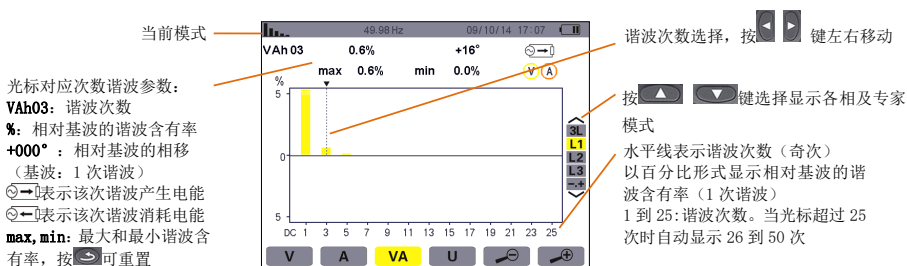 当前模式
光标对应次数谐波参数:
VAh03: 谐波次数
%: 相对基波的谐波含有率
+000°: 相对基波的相移
(基波: 1 次谐波)
表示该次谐波产生电能
表示该次谐波消耗电能
max,min: 最大和最小谐波含
有率, 按 可重置
49.98 Hz 09/10/14 17:07
VAh 03 0.6% +16°
max 0.6% min 0.0% V A
%
5
0
5
DC 1 3 5 7 9 11 13 15 17 19 21 23 25
3L
L1
L2
L3
-.+
V A VA U
谐波次数选择, 按 键左右移动
按 键选择显示各相及专家
模式
水平线表示谐波次数(奇次)
以百分比形式显示相对基波的谐
波含有率(1 次谐波)
1 到 25:谐波次数。当光标超过 25
次时自动显示 26 到 50 次